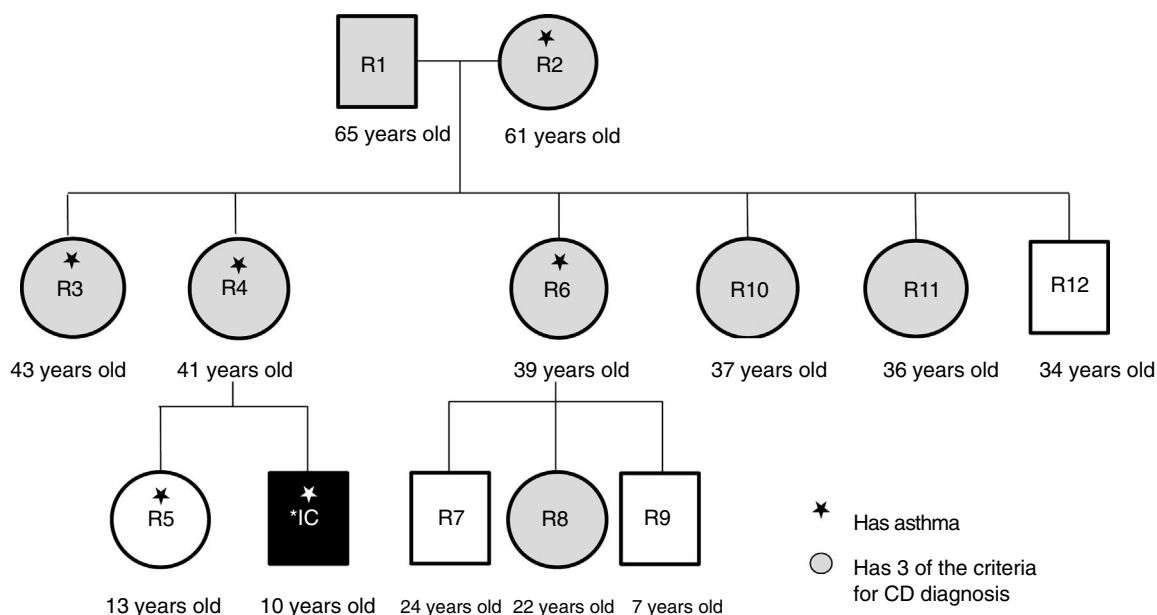 R1
R2
65 years old
61 years old
R3
R4
R6
R10
R11
R12
43 years old
41 years old
39 years old
37 years old
36 years old
34 years old
R5
*IC
R7
R8
R9
13 years old
10 years old
24 years old
22 years old
7 years old
Has asthma
Has 3 of the criteria
for CD diagnosis